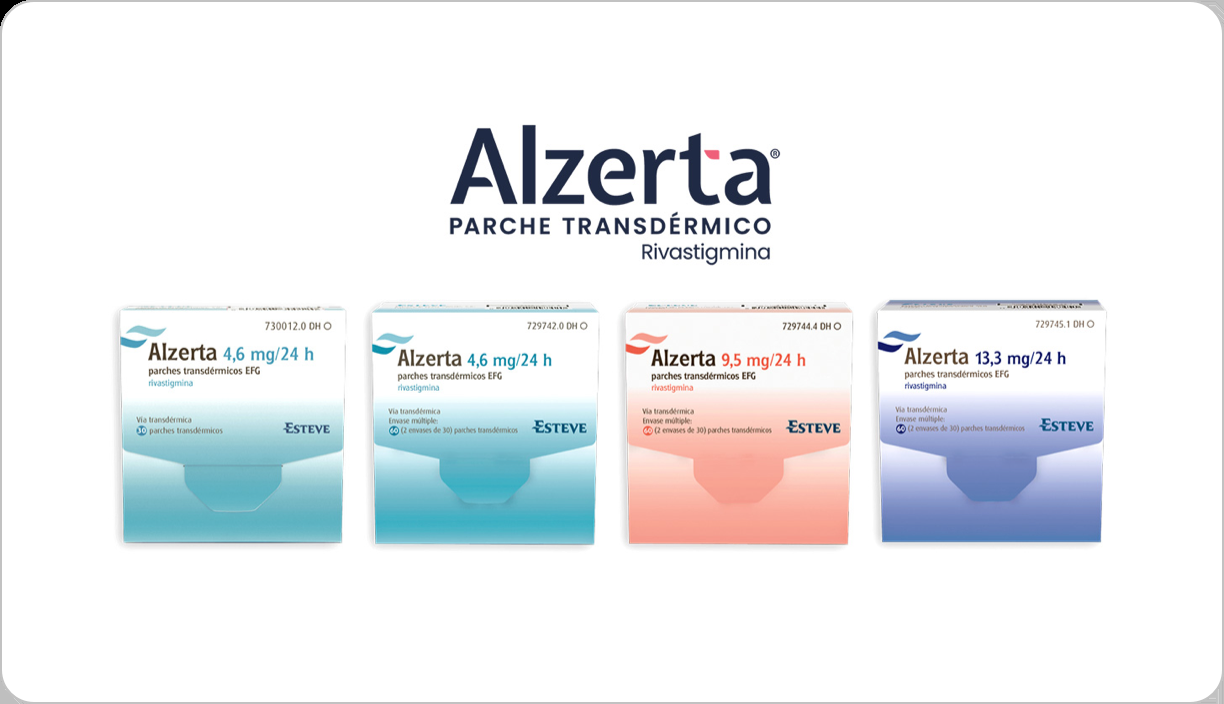 Alzerta®
PARCHE TRANSDÉRMICO
Rivastigmina
730012.0 DH
Alzerta 4,6 mg/24 h
parches transdérmicos EFG
rivastigmina
Vía transdérmica
30 parches transdérmicos
ESTEVE
729742.0 DH
Alzerta 4,6 mg/24 h
parches transdérmicos EFG
rivastigmina
Vía transdérmica
Envase múltiple:
60 (2 envases de 30) parches transdérmicos
ESTEVE
729744.4 DH
Alzerta 9,5 mg/24 h
parches transdérmicos EFG
rivastigmina
Vía transdérmica
Envase múltiple:
60 (2 envases de 30) parches transdérmicos
ESTEVE
729745.1 DH
Alzerta 13,3 mg/24 h
parches transdérmicos EFG
rivastigmina
Vía transdérmica
Envase múltiple:
60 (2 envases de 30) parches transdérmicos
ESTEVE